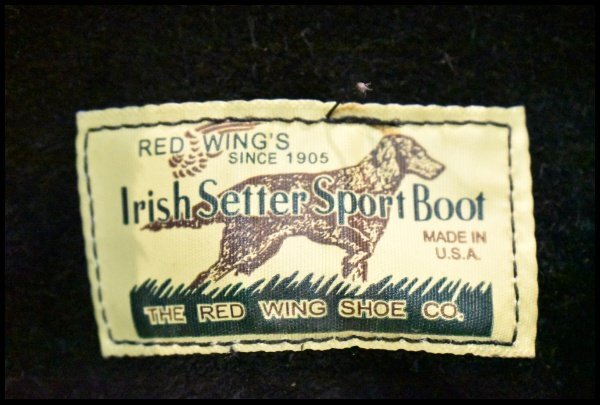 RED WING'S
SINCE 1905
Irish Setter Sport Boot
MADE IN
U.S.A.
THE RED WING SHOE CO.